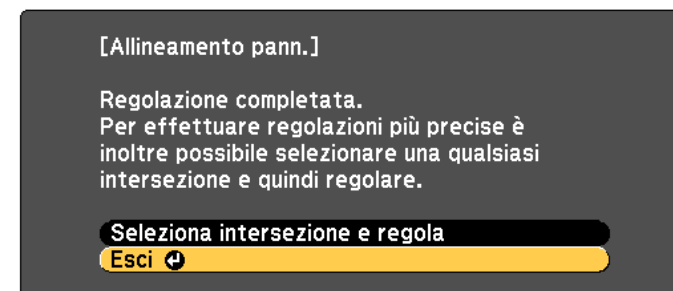 [Allineamento pann.]
Regolazione completata.
Per effettuare regolazioni più precise è
inoltre possibile selezionare una qualsiasi
intersezione e quindi regolare.
Seleziona intersezione e regola
Esci